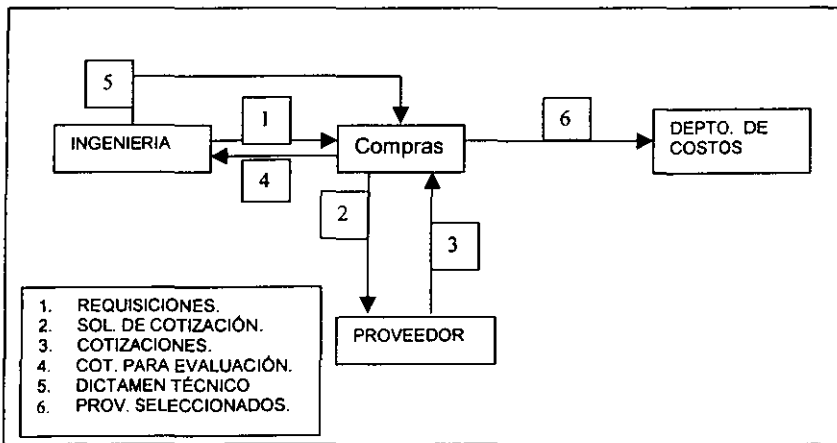 5
1
6
INGENIERIA
Compras
DEPTO. DE
COSTOS
4
2
3
PROVEEDOR
1. REQUISICIONES.
2 SOL. DE COTIZACIÓN.
3 COTIZACIONES.
4 COT. PARA EVALUACIÓN.
5 DICTAMEN TÉCNICO
6 PROV. SELECCIONADOS.